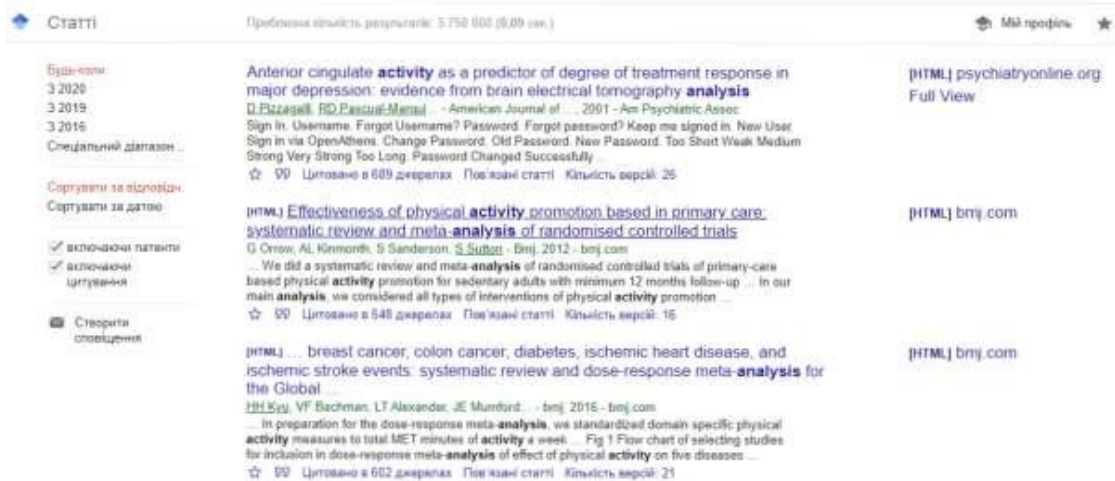 Статті
Приблизна кількість результатів: 3 750 000 (0,09 сек.)
Мій профіль
Будь-коли
З 2020
З 2019
З 2016
Спеціальний діапазон ...
Сортувати за відповідн.
Сортувати за датою
включаючи патенти
включаючи
цитування
Створити
сповіщення
Anterior cingulate activity as a predictor of degree of treatment response in
major depression: evidence from brain electrical tomography analysis
D Pizzagalli, RD Pascual-Marqui... - American Journal of ..., 2001 - Am Psychiatric Assoc
Sign In. Username. Forgot Username? Password. Forgot password? Keep me signed in. New User.
Sign in via OpenAthens. Change Password. Old Password. New Password. Too Short Weak Medium
Strong Very Strong Too Long. Password Changed Successfully ...
Цитовано в 689 джерелах Пов'язані статті Кількість версій: 26
[HTML] psychiatryonline.org
Full View
[HTML] Effectiveness of physical activity promotion based in primary care:
systematic review and meta-analysis of randomised controlled trials
G Orrow, AL Kinmonth, S Sanderson, S Sutton - Bmj, 2012 - bmj.com
... We did a systematic review and meta-analysis of randomised controlled trials of primary-care
based physical activity promotion for sedentary adults with minimum 12 months follow-up ... In our
main analysis, we considered all types of interventions of physical activity promotion ...
Цитовано в 648 джерелах Пов'язані статті Кількість версій: 16
[HTML] bmj.com
[HTML] ... breast cancer, colon cancer, diabetes, ischemic heart disease, and
ischemic stroke events: systematic review and dose-response meta-analysis for
the Global ...
HH Kyu, VF Bachman, LT Alexander, JE Mumford... - bmj, 2016 - bmj.com
... In preparation for the dose-response meta-analysis, we standardized domain specific physical
activity measures to total MET minutes of activity a week ... Fig 1 Flow chart of selecting studies
for inclusion in dose-response meta-analysis of effect of physical activity on five diseases ...
Цитовано в 602 джерелах Пов'язані статті Кількість версій: 21
[HTML] bmj.com